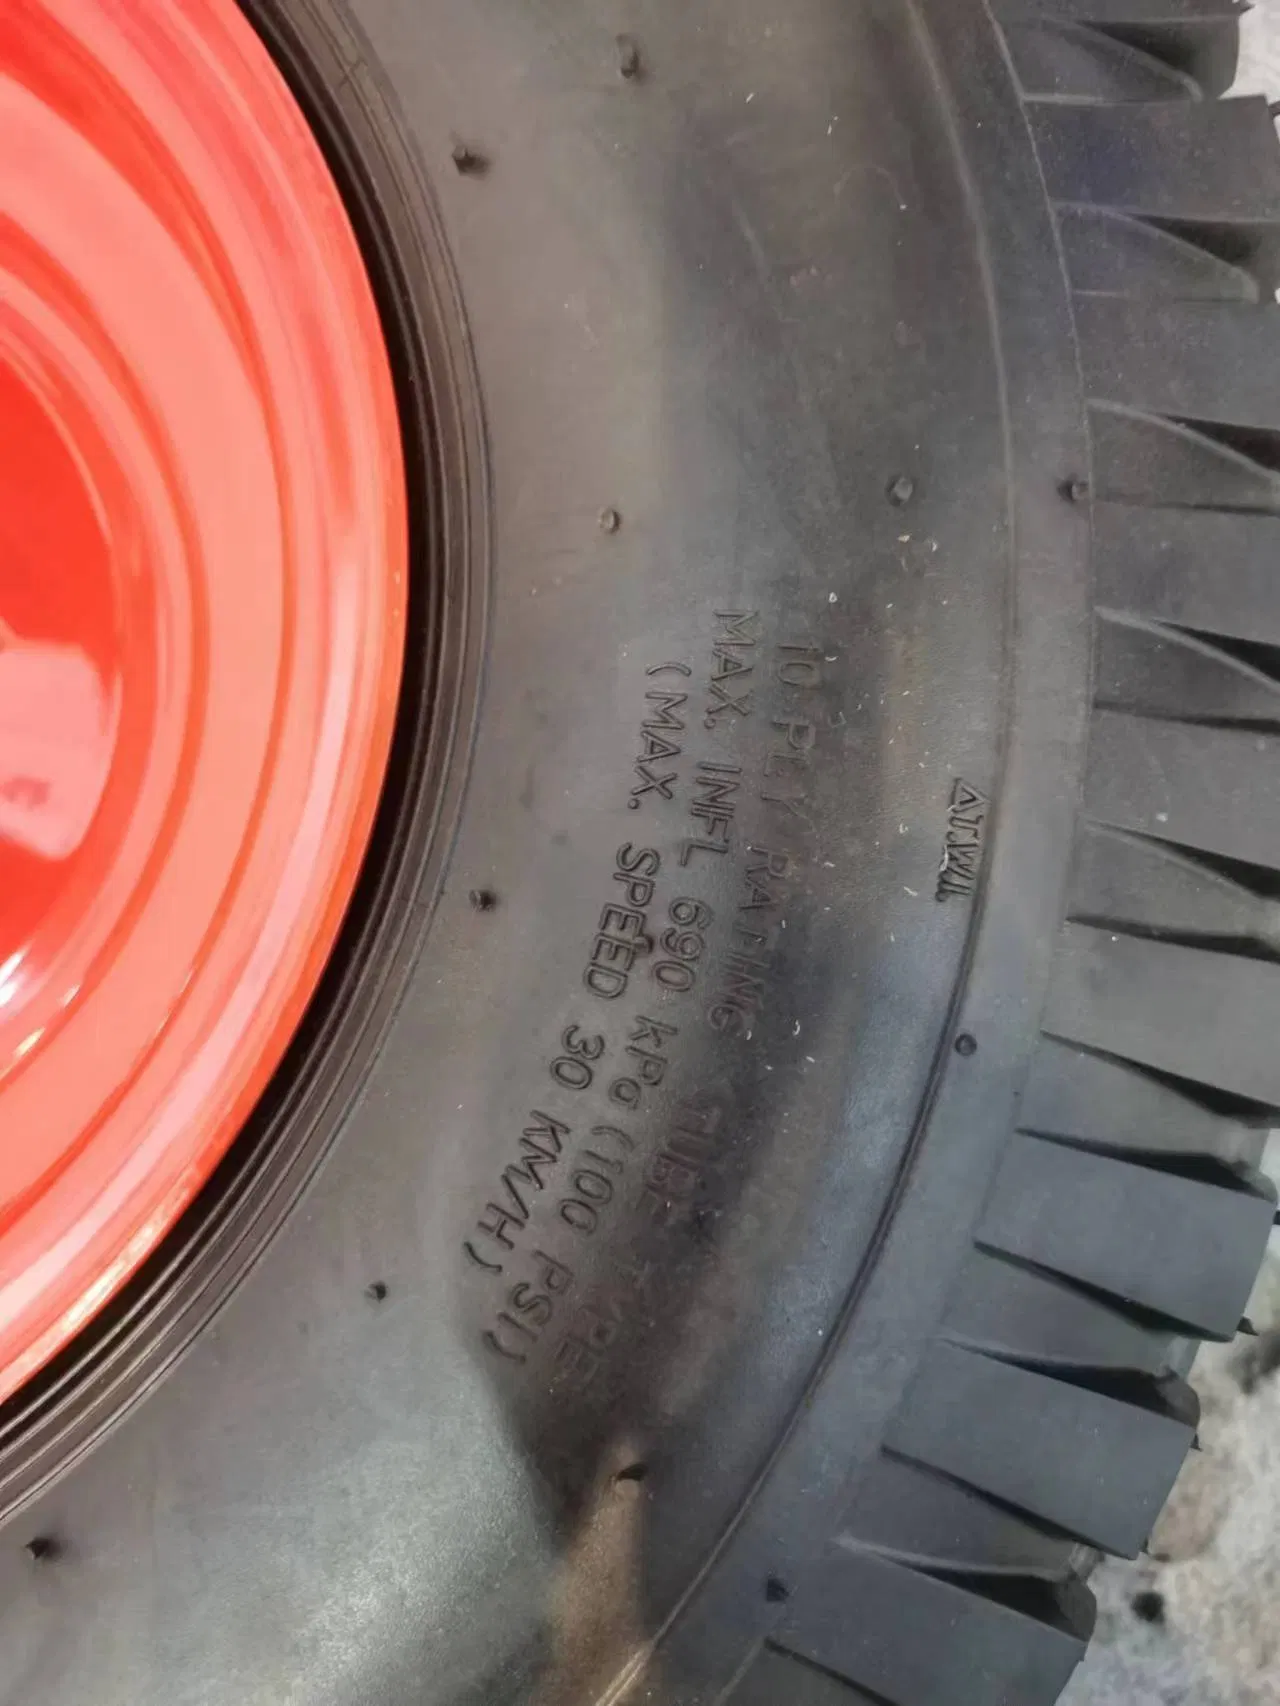 10 PLY RATING TUBE TYPE
MAX. INFL 690 kPa (100 PSI)
(MAX. SPEED 30 KM/H)